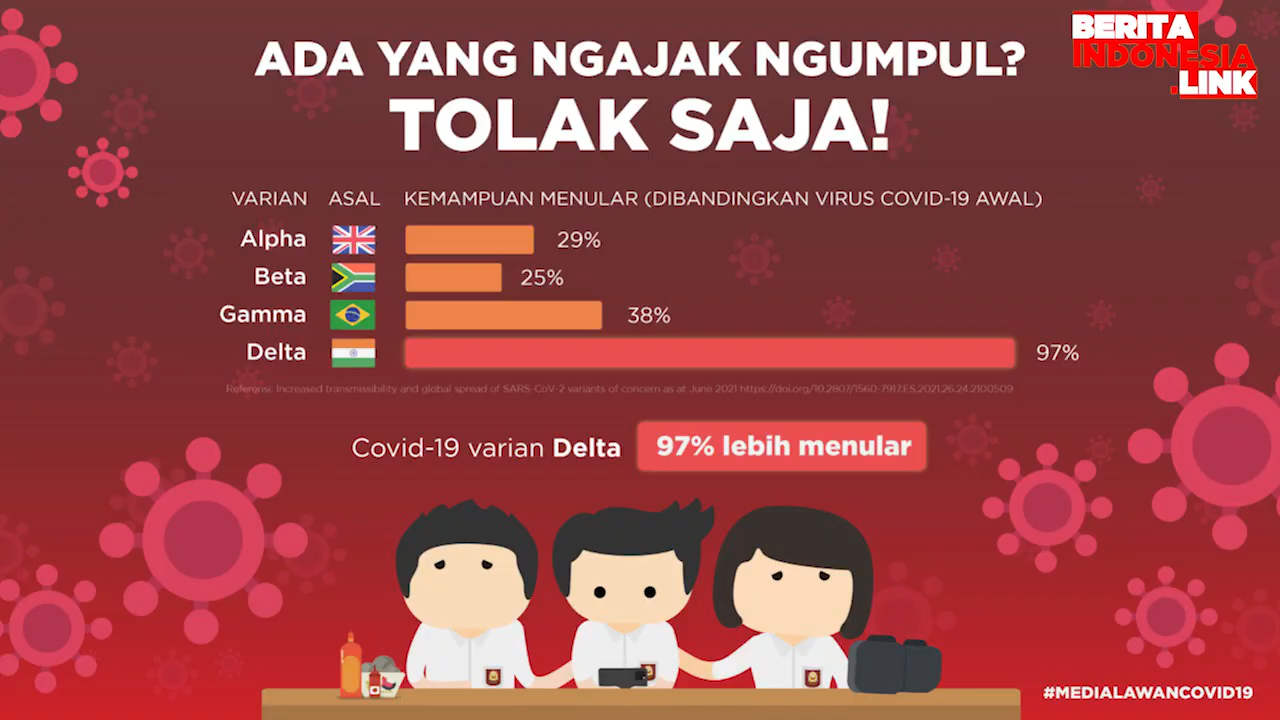 BERITA
INDONESIA
.LINK
ADA YANG NGAJAK NGUMPUL?
TOLAK SAJA!
VARIAN ASAL KEMAMPUAN MENULAR (DIBANDINGKAN VIRUS COVID-19 AWAL)
Alpha 29%
Beta 25%
Gamma 38%
Delta 97%
Referensi: Increased transmissibility and global spread of SARS-CoV-2 variants of concern as at June 2021 https://doi.org/10.2807/1560-7917.ES.2021.26.24.2100509
Covid-19 varian Delta 97% lebih menular
#MEDIALAWANCOVID19